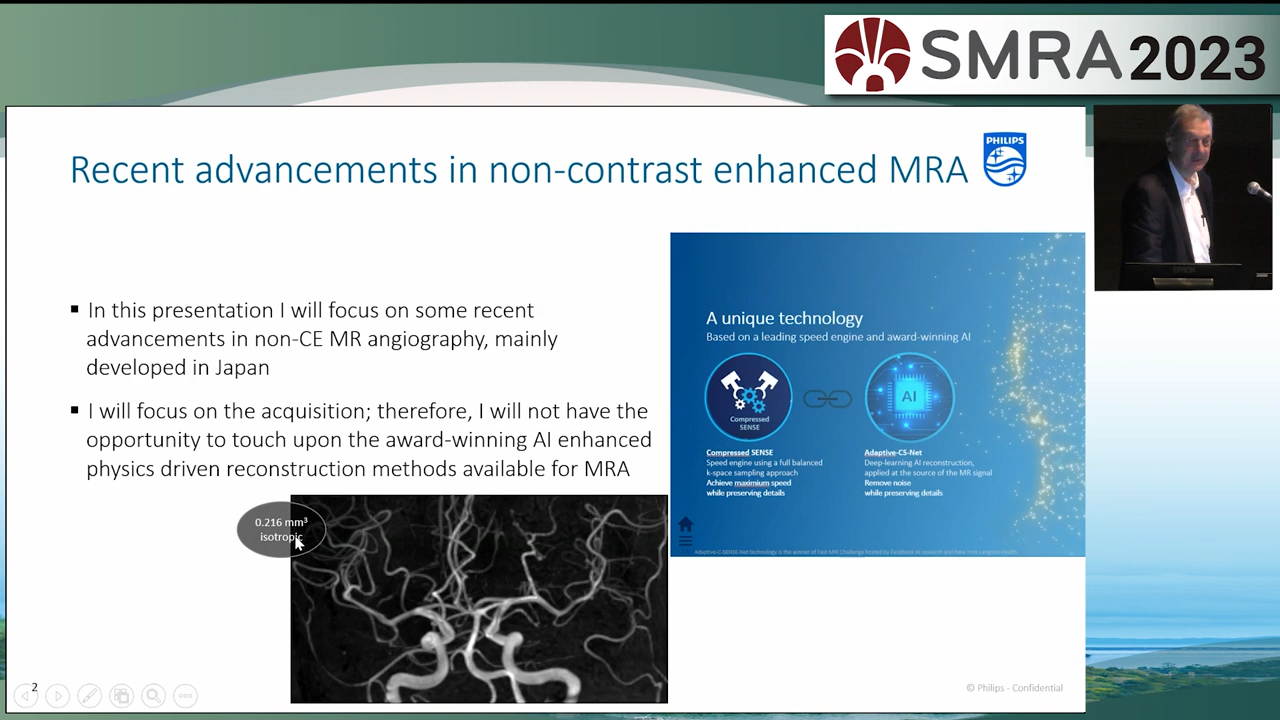 SMRA 2023
Recent advancements in non-contrast enhanced MRA
PHILIPS
▪ In this presentation I will focus on some recent
advancements in non-CE MR angiography, mainly
developed in Japan
▪ I will focus on the acquisition; therefore, I will not have the
opportunity to touch upon the award-winning AI enhanced
physics driven reconstruction methods available for MRA
A unique technology
Based on a leading speed engine and award-winning AI
Compressed
SENSE
AI
Compressed SENSE
Speed engine using a full balanced
k-space sampling approach
Achieve maximium speed
while preserving details
Adaptive-CS-Net
Deep-learning AI reconstruction,
applied at the source of the MR signal
Remove noise
while preserving details
Adaptive-C-SENSE-Net technology is the winner of Fast MRI Challenge hosted by Facebook AI research and New York Langone Health
0.216 mm³
isotropic
2
© Philips - Confidential
EPSON